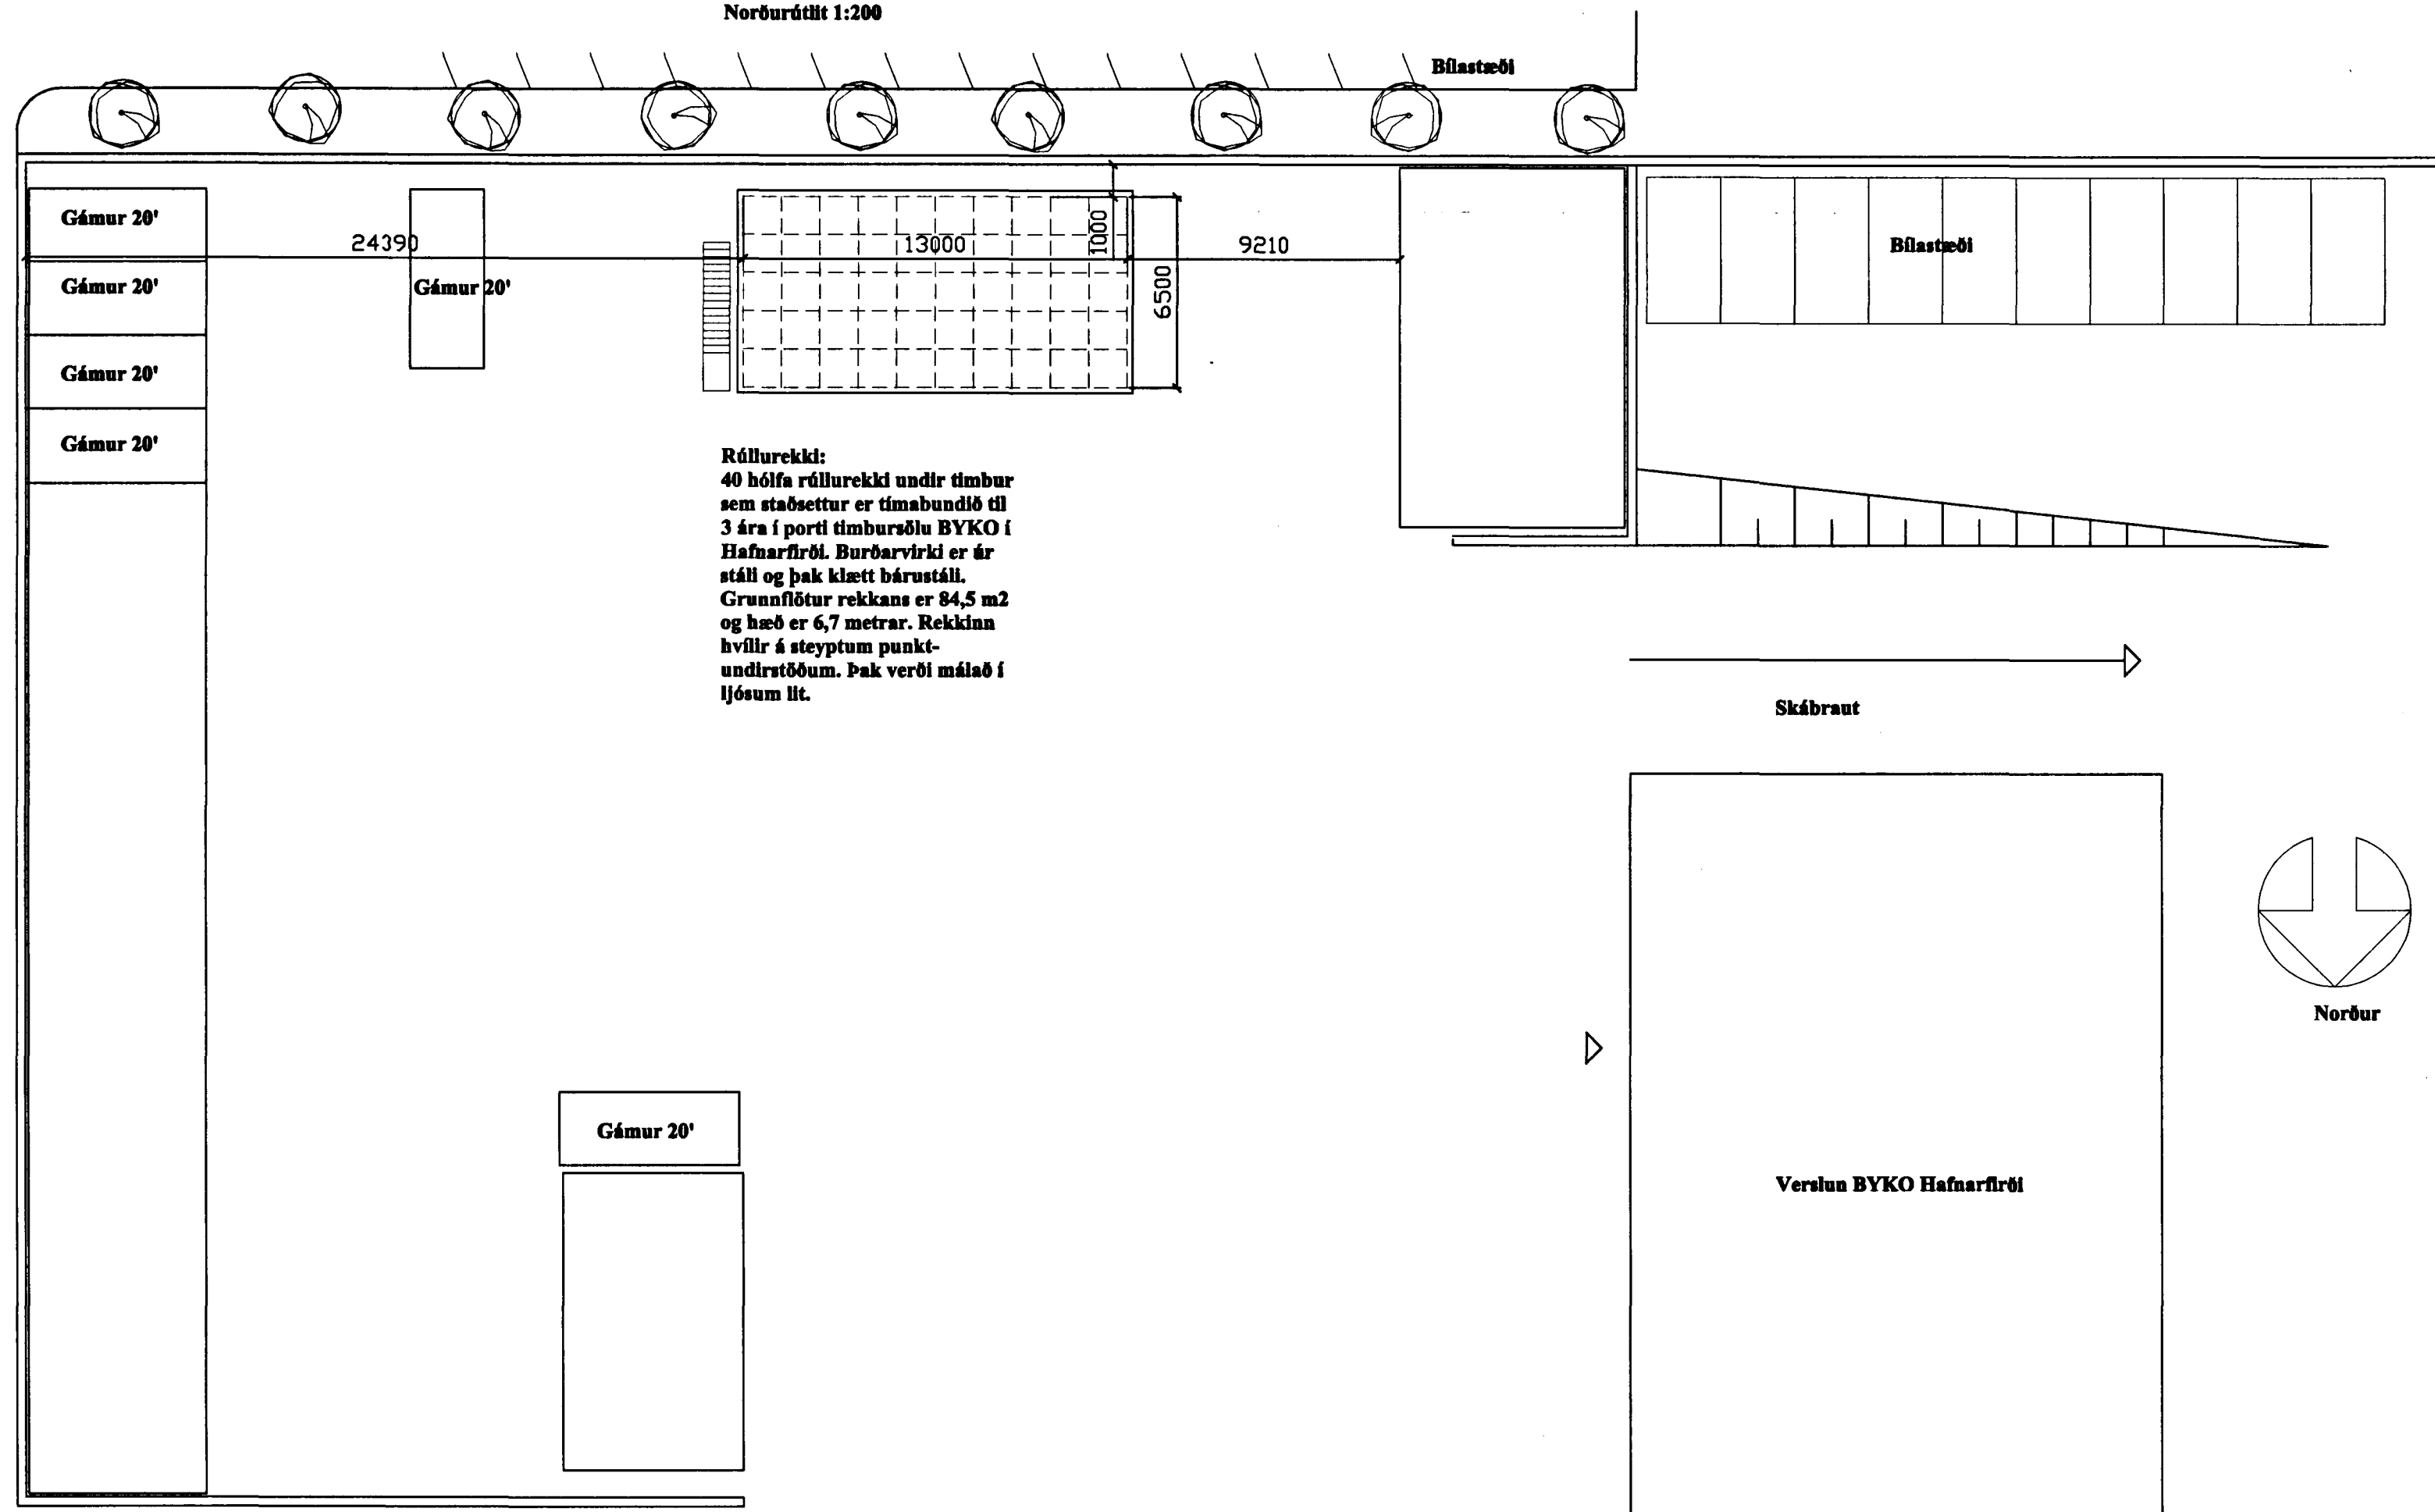 Norðurútlit 1:200
Bílastæði
Gámur 20'
24390
13000
1000
9210
Bílastæði
Gámur 20'
Gámur 20'
6500
Gámur 20'
Gámur 20'
Rúllurekki:
40 hólfa rúllurekki undir timbur
sem staðsettur er tímabundið til
3 ára í porti timbursölu BYKO í
Hafnarfirði. Burðarvirki er úr
stáli og þak klætt bárustáli.
Grunnflötur rekkans er 84,5 m2
og hæð er 6,7 metrar. Rekkinn
hvílir á steyptum punkt-
undirstöðum. Þak verði málað í
ljósum lit.
Skábraut
Norður
Gámur 20'
Verslun BYKO Hafnarfirði